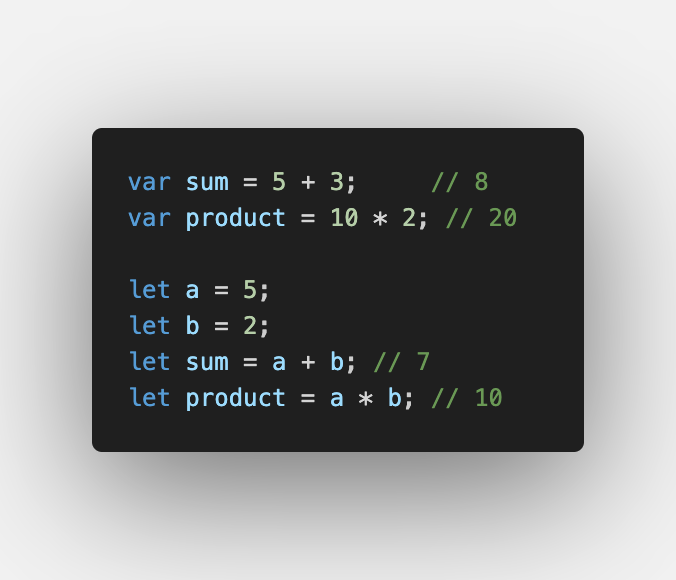 var sum = 5 + 3;     // 8
var product = 10 * 2; // 20

let a = 5;
let b = 2;
let sum = a + b; // 7
let product = a * b; // 10